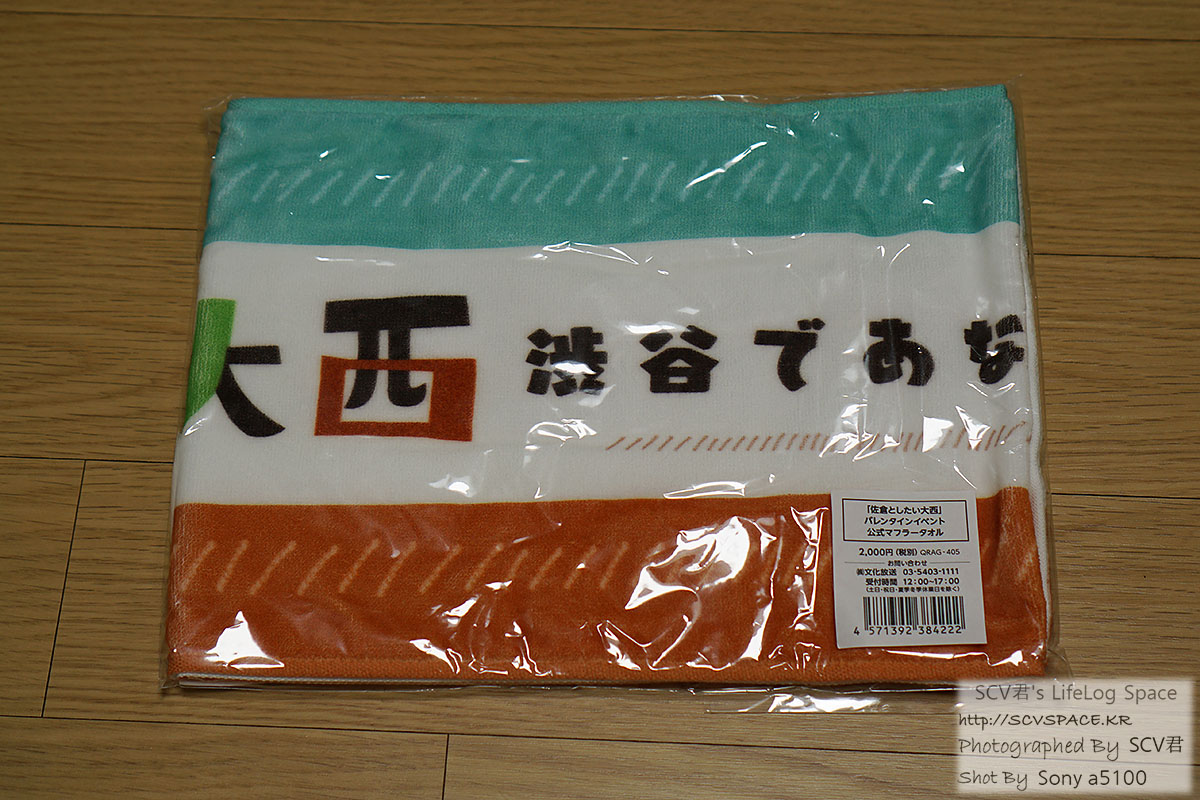 大西 渋谷であな
「佐倉としたい大西」
バレンタインイベント
公式マフラータオル
2,000円(税別) QRAG-405
お問い合わせ
㈱文化放送 03-5403-1111
受付時間 12:00~17:00
(土日・祝日・夏季冬季休業日を除く)
4 571392 384222
SCV君's LifeLog Space
http://SCVSPACE.KR
Photographed By SCV君
Shot By Sony a5100